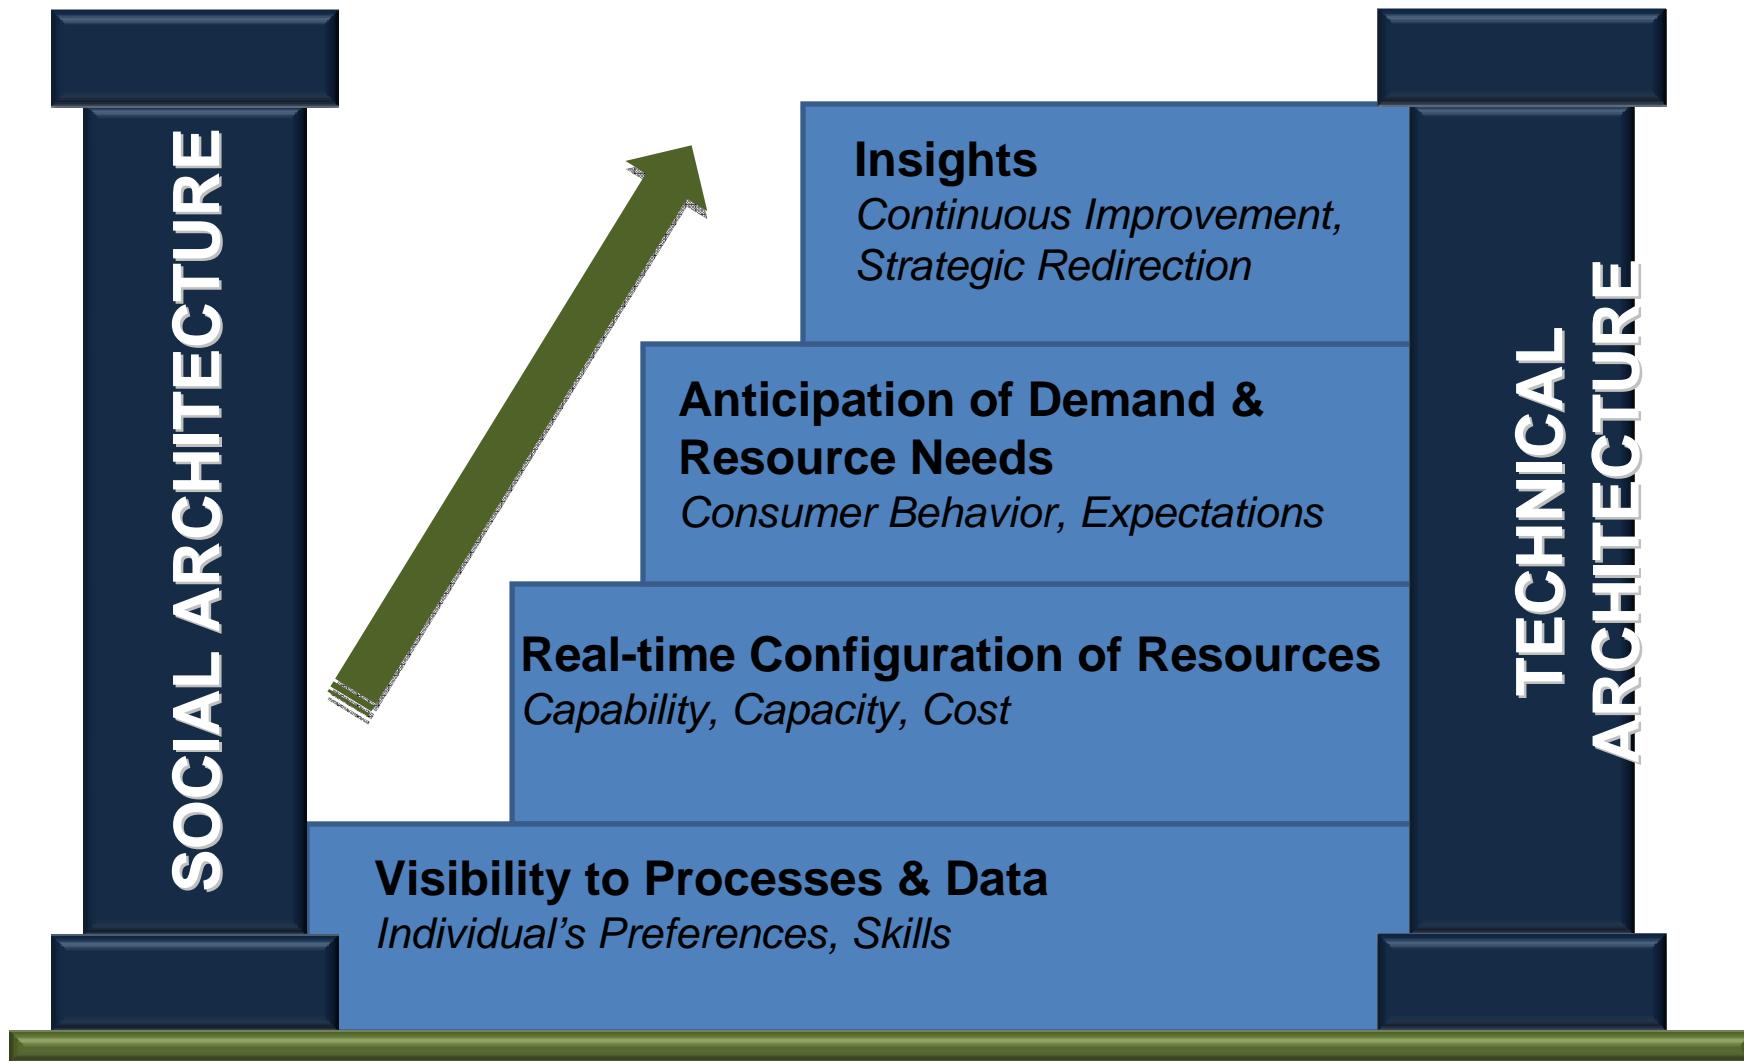 SOCIAL ARCHITECTURE
Insights
Continuous Improvement,
Strategic Redirection
Anticipation of Demand &
Resource Needs
Consumer Behavior, Expectations
Real-time Configuration of Resources
Capability, Capacity, Cost
Visibility to Processes & Data
Individual’s Preferences, Skills
TECHNICAL
ARCHITECTURE